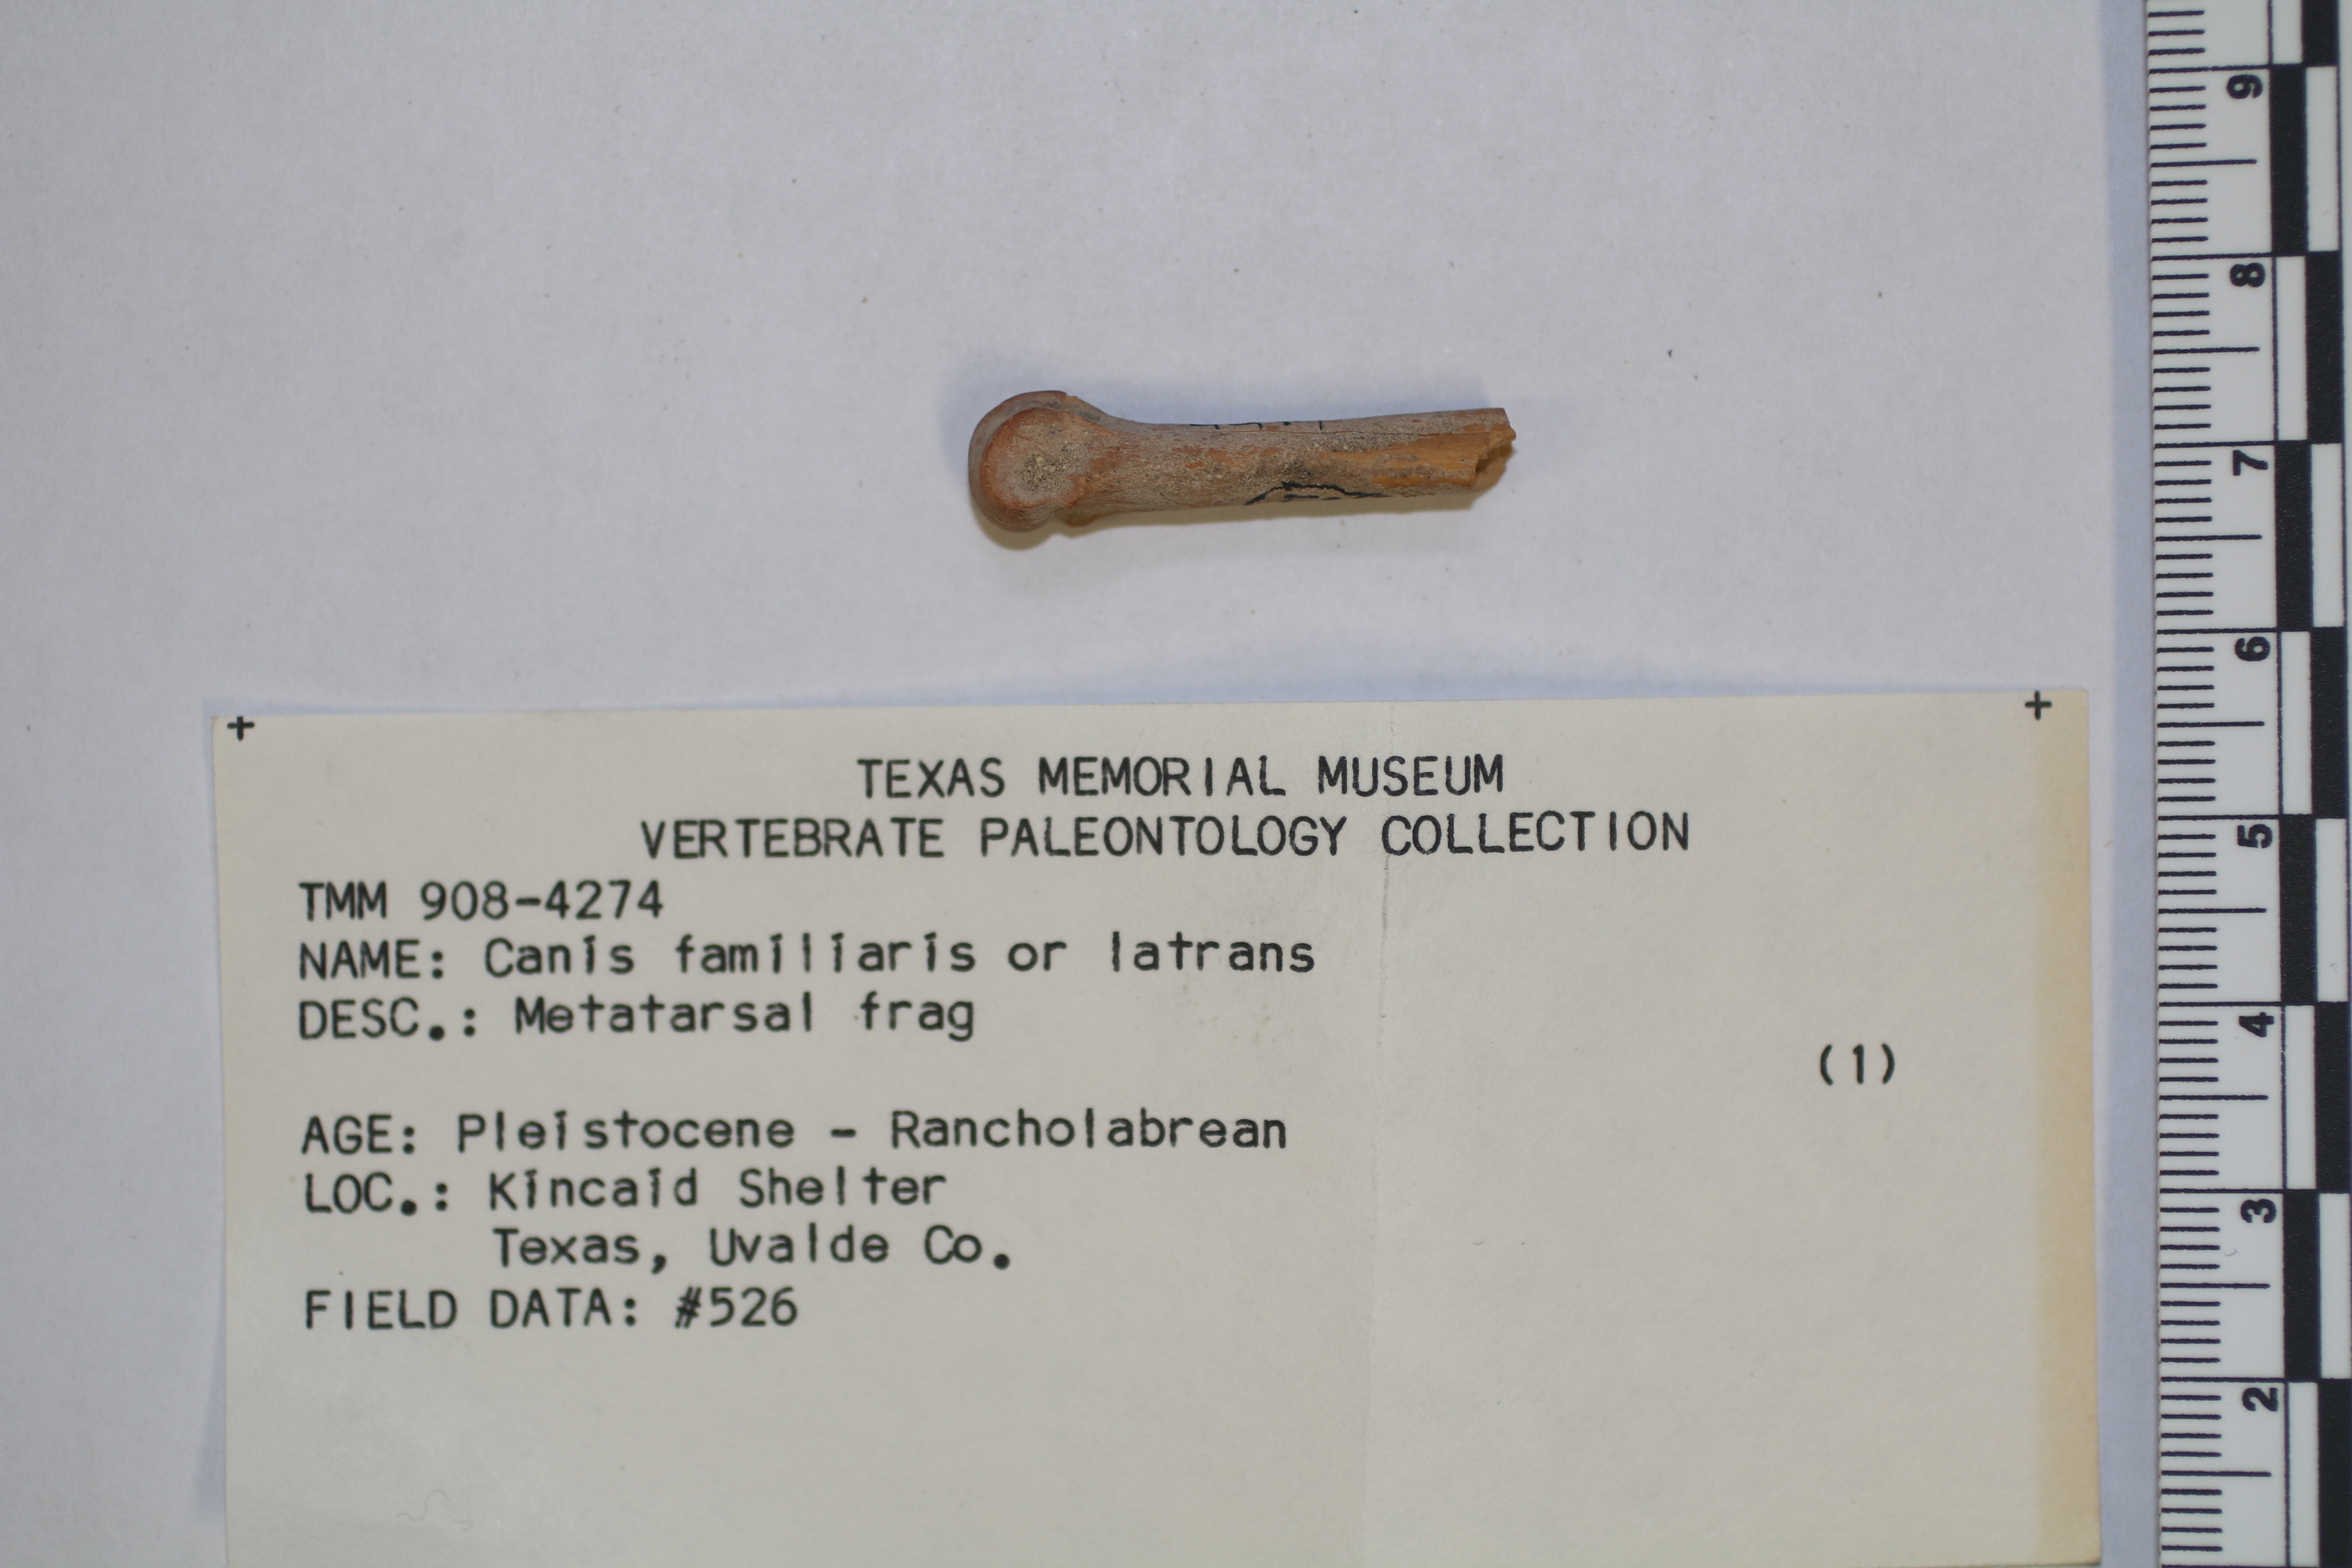 TEXAS MEMORIAL MUSEUM
VERTEBRATE PALEONTOLOGY COLLECTION
TMM 908-4274
NAME: Canis familiaris or latrans
DESC.: Metatarsal frag
(1)
AGE: Pleistocene - Rancholabrean
LOC.: Kincaid Shelter
Texas, Uvalde Co.
FIELD DATA: #526
9
8
7
6
5
4
3
2